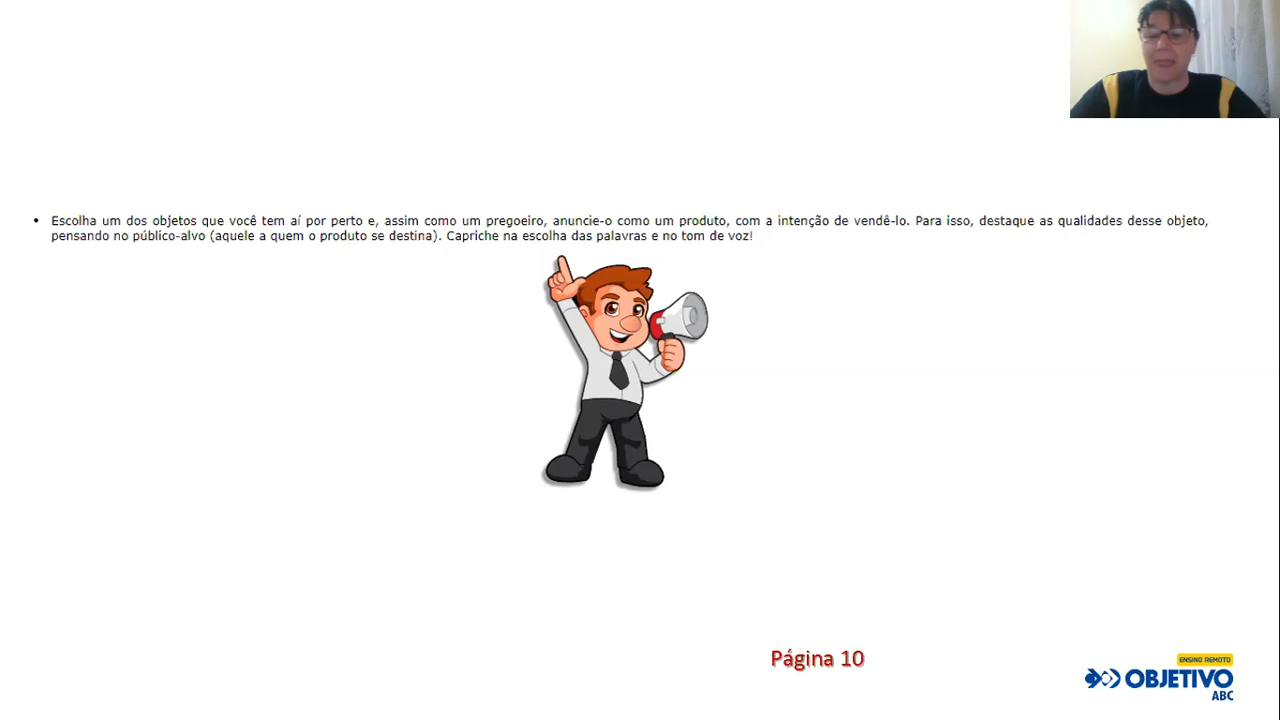 • Escolha um dos objetos que você tem aí por perto e, assim como um pregoeiro, anuncie-o como um produto, com a intenção de vendê-lo. Para isso, destaque as qualidades desse objeto,
pensando no público-alvo (aquele a quem o produto se destina). Capriche na escolha das palavras e no tom de voz!
Página 10
ENSINO REMOTO
OBJETIVO
ABC